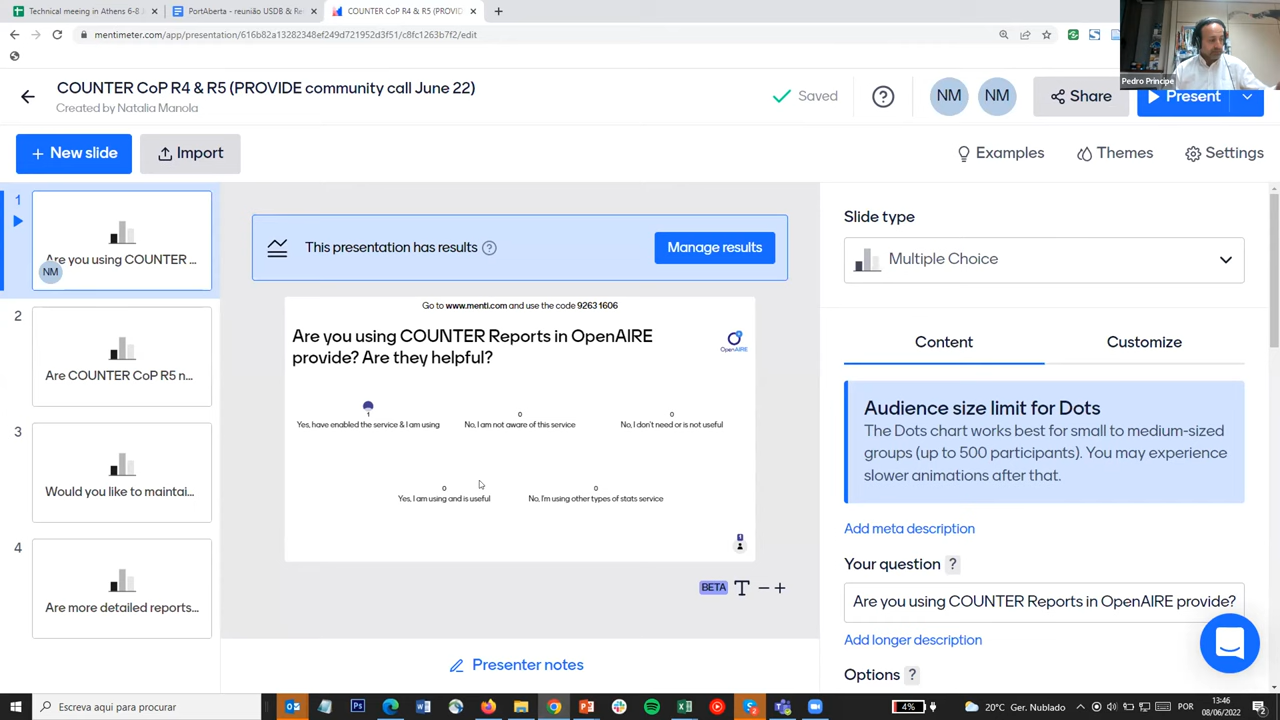 Technical meeing in Athens 6-8 J
PortAberta - reunião USDB & Re
COUNTER CoP R4 & R5 (PROVID
mentimeter.com/app/presentation/616b82a13282348ef249d721952d3f51/c8fc1263b7f2/edit
Pedro Principe
COUNTER CoP R4 & R5 (PROVIDE community call June 22)
Created by Natalia Manola
Saved
NM
NM
Share
Present
New slide
Import
Examples
Themes
Settings
1
Are you using COUNTER ...
NM
2
Are COUNTER CoP R5 n...
3
Would you like to maintai...
4
Are more detailed reports...
This presentation has results
Manage results
Go to www.menti.com and use the code 9263 1606
Are you using COUNTER Reports in OpenAIRE
provide? Are they helpful?
OpenAIRE
1
Yes, have enabled the service & I am using
0
No, I am not aware of this service
0
No, I don't need or is not useful
0
Yes, I am using and is useful
0
No, I'm using other types of stats service
BETA
Presenter notes
Slide type
Multiple Choice
Content
Customize
Audience size limit for Dots
The Dots chart works best for small to medium-sized
groups (up to 500 participants). You may experience
slower animations after that.
Add meta description
Your question ?
Are you using COUNTER Reports in OpenAIRE provide?
Add longer description
Options ?
Escreva aqui para procurar
4%
20°C Ger. Nublado
POR
13:46
08/06/2022